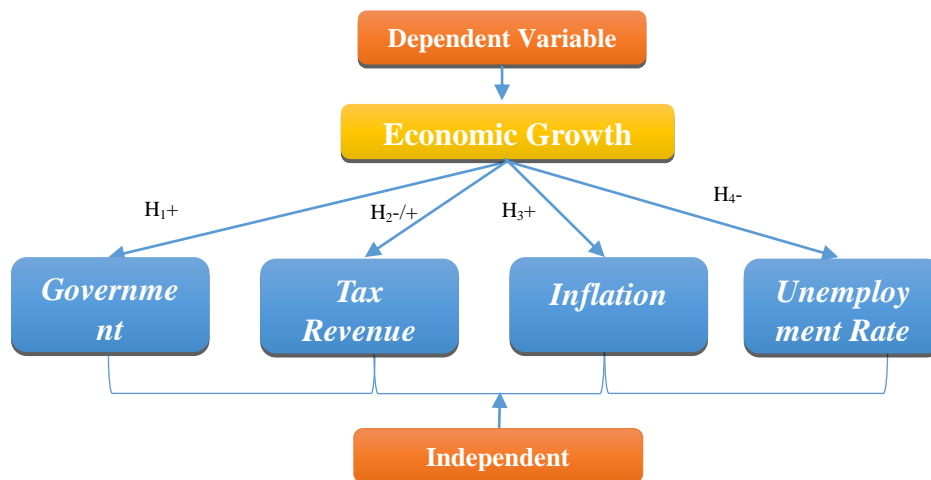 Dependent Variable
Economic Growth
H₁+
H₂-/+
H₃+
H₄-
Governme
nt
Tax
Revenue
Inflation
Unemploy
ment Rate
Independent